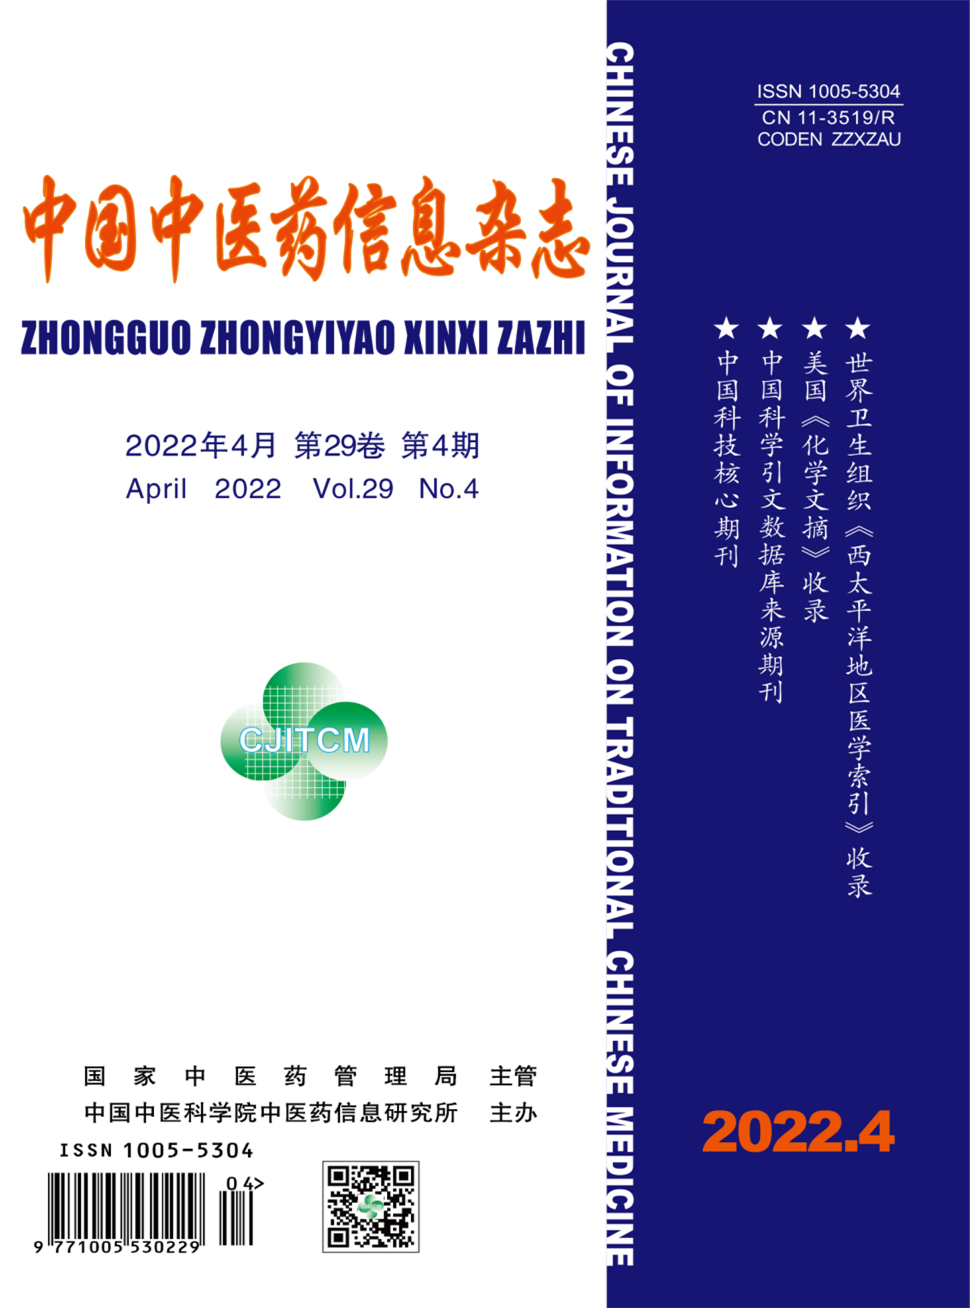 中国中医药信息杂志
ZHONGGUO ZHONGYIYAO XINXI ZAZHI
2022年4月 第29卷 第4期
April 2022 Vol.29 No.4
CJITCM
国家中医药管理局 主管
中国中医科学院中医药信息研究所 主办
ISSN 1005-5304
04>
9 771005 530229
CHINESE JOURNAL OF INFORMATION ON TRADITIONAL CHINESE MEDICINE
ISSN 1005-5304
CN 11-3519/R
CODEN ZZXZAU
★世界卫生组织《西太平洋地区医学索引》收录
★美国《化学文摘》收录
★中国科学引文数据库来源期刊
★中国科技核心期刊
2022.4